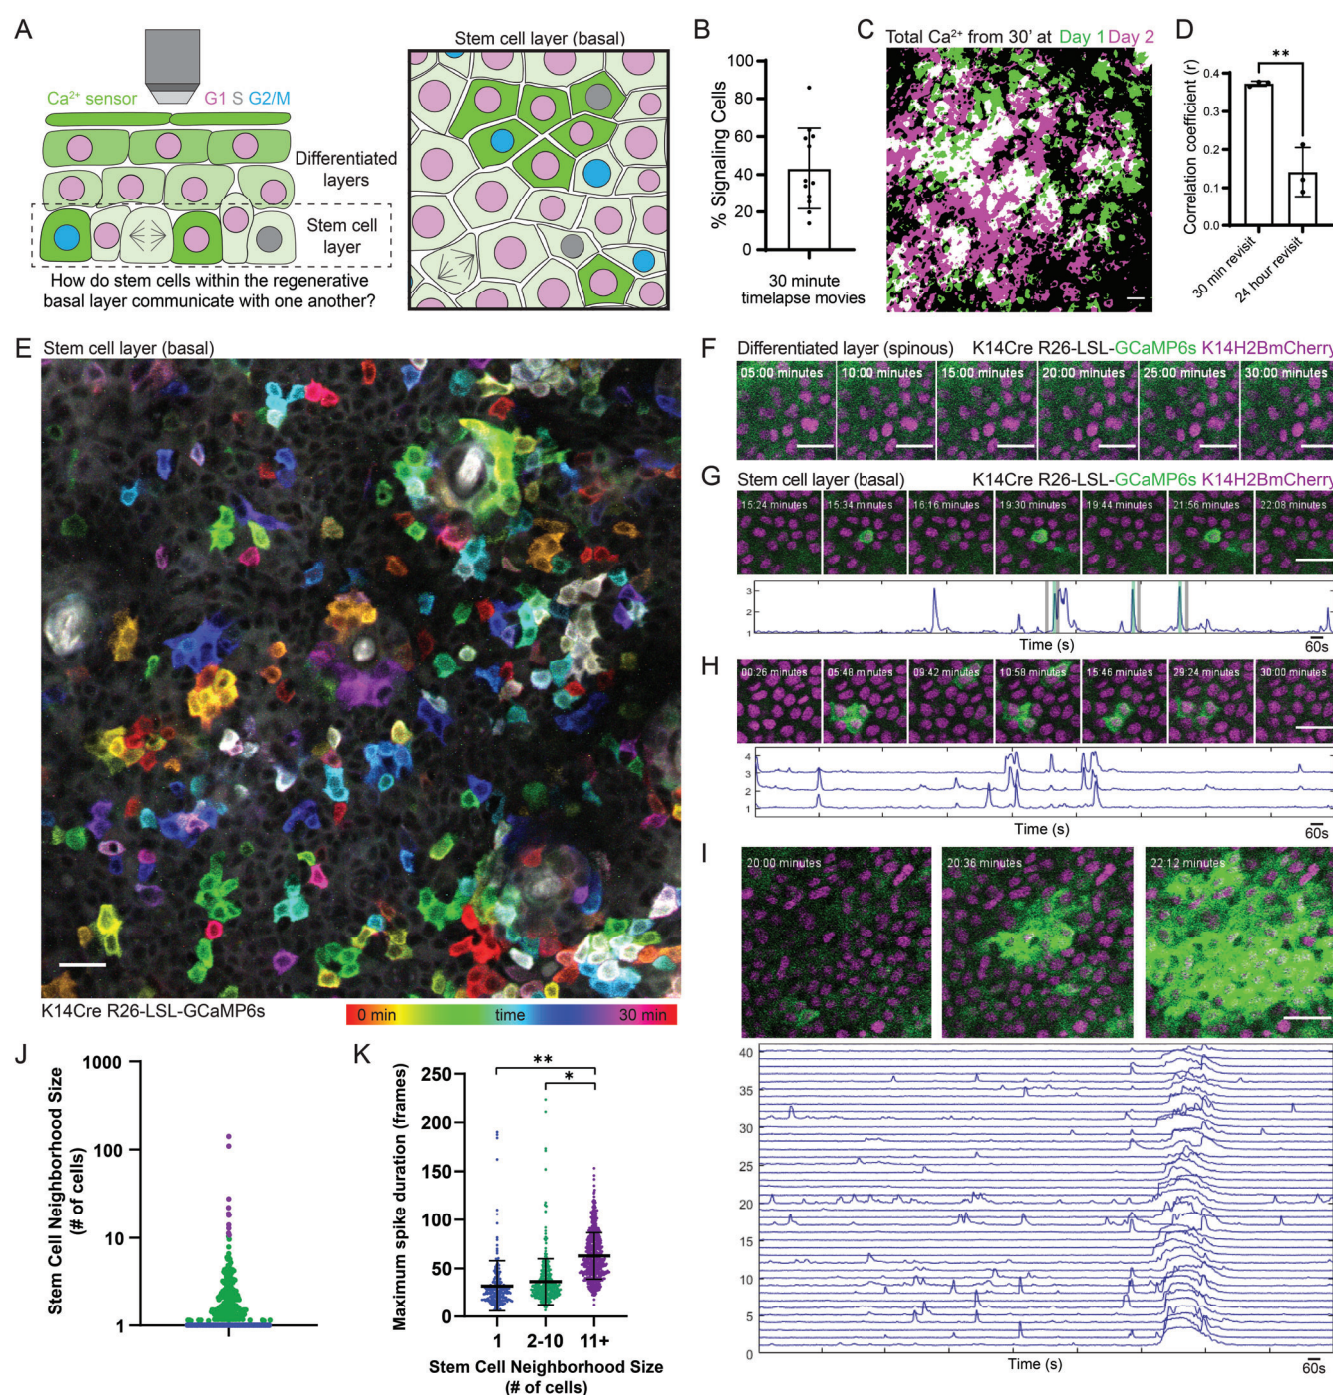 A
Stem cell layer (basal)
Ca²⁺ sensor
G1 S G2/M
Differentiated
layers
Stem cell
layer
How do stem cells within the regenerative
basal layer communicate with one another?
B
% Signaling Cells
100
80
60
40
20
0
30 minute
timelapse movies
C
Total Ca²⁺ from 30' at Day 1 Day 2
D
**
Correlation coefficient (r)
0.4
0.3
0.2
0.1
0.0
30 min revisit
24 hour revisit
E
Stem cell layer (basal)
K14Cre R26-LSL-GCaMP6s
0 min
time
30 min
F
Differentiated layer (spinous)
K14Cre R26-LSL-GCaMP6s K14H2BmCherry
05:00 minutes
10:00 minutes
15:00 minutes
20:00 minutes
25:00 minutes
30:00 minutes
G
Stem cell layer (basal)
K14Cre R26-LSL-GCaMP6s K14H2BmCherry
15:24 minutes
15:34 minutes
16:16 minutes
19:30 minutes
19:44 minutes
21:56 minutes
22:08 minutes
3
2
1
Time (s)
60s
H
00:26 minutes
05:48 minutes
09:42 minutes
10:58 minutes
15:46 minutes
29:24 minutes
30:00 minutes
4
3
2
1
Time (s)
60s
I
20:00 minutes
20:36 minutes
22:12 minutes
40
35
30
25
20
15
10
5
0
Time (s)
60s
J
Stem Cell Neighborhood Size
(# of cells)
1000
100
10
1
K
**
*
Maximum spike duration (frames)
250
200
150
100
50
0
1
2-10
11+
Stem Cell Neighborhood Size
(# of cells)